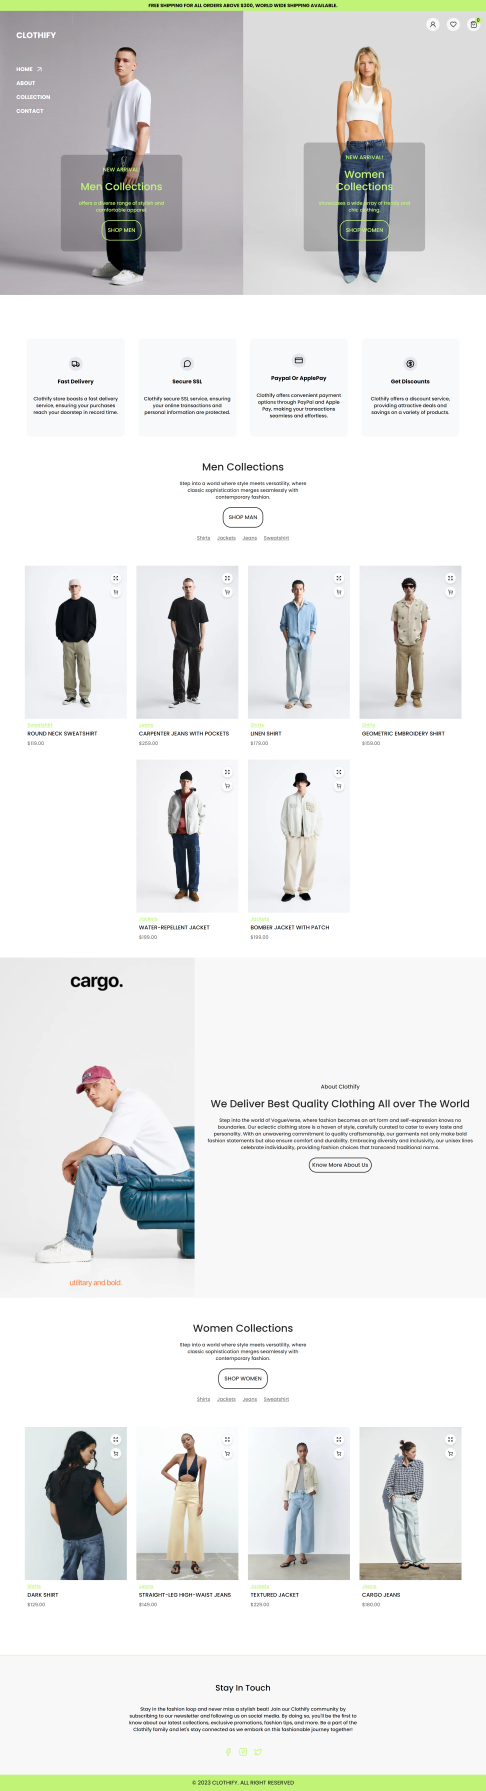 FREE SHIPPING FOR ALL ORDERS ABOVE $300, WORLD WIDE SHIPPING AVAILABLE.
CLOTHIFY
0
HOME
ABOUT
COLLECTION
CONTACT
NEW ARRIVAL!
Men Collections
offers a diverse range of stylish and
comfortable apparel.
SHOP MEN
NEW ARRIVAL!
Women
Collections
showcases a wide array of trendy and
chic clothing.
SHOP WOMEN
Fast Delivery
Clothify store boasts a fast delivery
service, ensuring your purchases
reach your doorstep in record time.
Secure SSL
Clothify secure SSL service, ensuring
your online transactions and
personal information are protected.
Paypal Or ApplePay
Clothify offers convenient payment
options through PayPal and Apple
Pay, making your transactions
seamless and effortless.
Get Discounts
Clothify offers a discount service,
providing attractive deals and
savings on a variety of products.
Men Collections
Step into a world where style meets versatility, where
classic sophistication merges seamlessly with
contemporary fashion.
SHOP MAN
Shirts Jackets Jeans Sweatshirt
Sweatshirt
ROUND NECK SWEATSHIRT
$119.00
Jeans
CARPENTER JEANS WITH POCKETS
$259.00
Shirts
LINEN SHIRT
$179.00
Shirts
GEOMETRIC EMBROIDERY SHIRT
$159.00
Jackets
WATER-REPELLENT JACKET
$199.00
Jackets
BOMBER JACKET WITH PATCH
$199.00
cargo.
utilitary and bold.
About Clothify
We Deliver Best Quality Clothing All over The World
Step into the world of VogueVerse, where fashion becomes an art form and self-expression knows no
boundaries. Our eclectic clothing store is a haven of style, carefully curated to cater to every taste and
personality. With an unwavering commitment to quality craftsmanship, our garments not only make bold
fashion statements but also ensure comfort and durability. Embracing diversity and inclusivity, our unisex lines
celebrate individuality, providing fashion choices that transcend traditional norms.
Know More About Us
Women Collections
Step into a world where style meets versatility, where
classic sophistication merges seamlessly with
contemporary fashion.
SHOP WOMEN
Shirts Jackets Jeans Sweatshirt
Shirts
DARK SHIRT
$129.00
Jeans
STRAIGHT-LEG HIGH-WAIST JEANS
$149.00
Jackets
TEXTURED JACKET
$229.00
Jeans
CARGO JEANS
$180.00
Stay In Touch
Stay in the fashion loop and never miss a stylish beat! Join our Clothify community by
subscribing to our newsletter and following us on social media. By doing so, you'll be the first to
know about our latest collections, exclusive promotions, fashion tips, and more. Be a part of the
Clothify family and let's stay connected as we embark on this fashionable journey together!
© 2023 CLOTHIFY. ALL RIGHT RESERVED